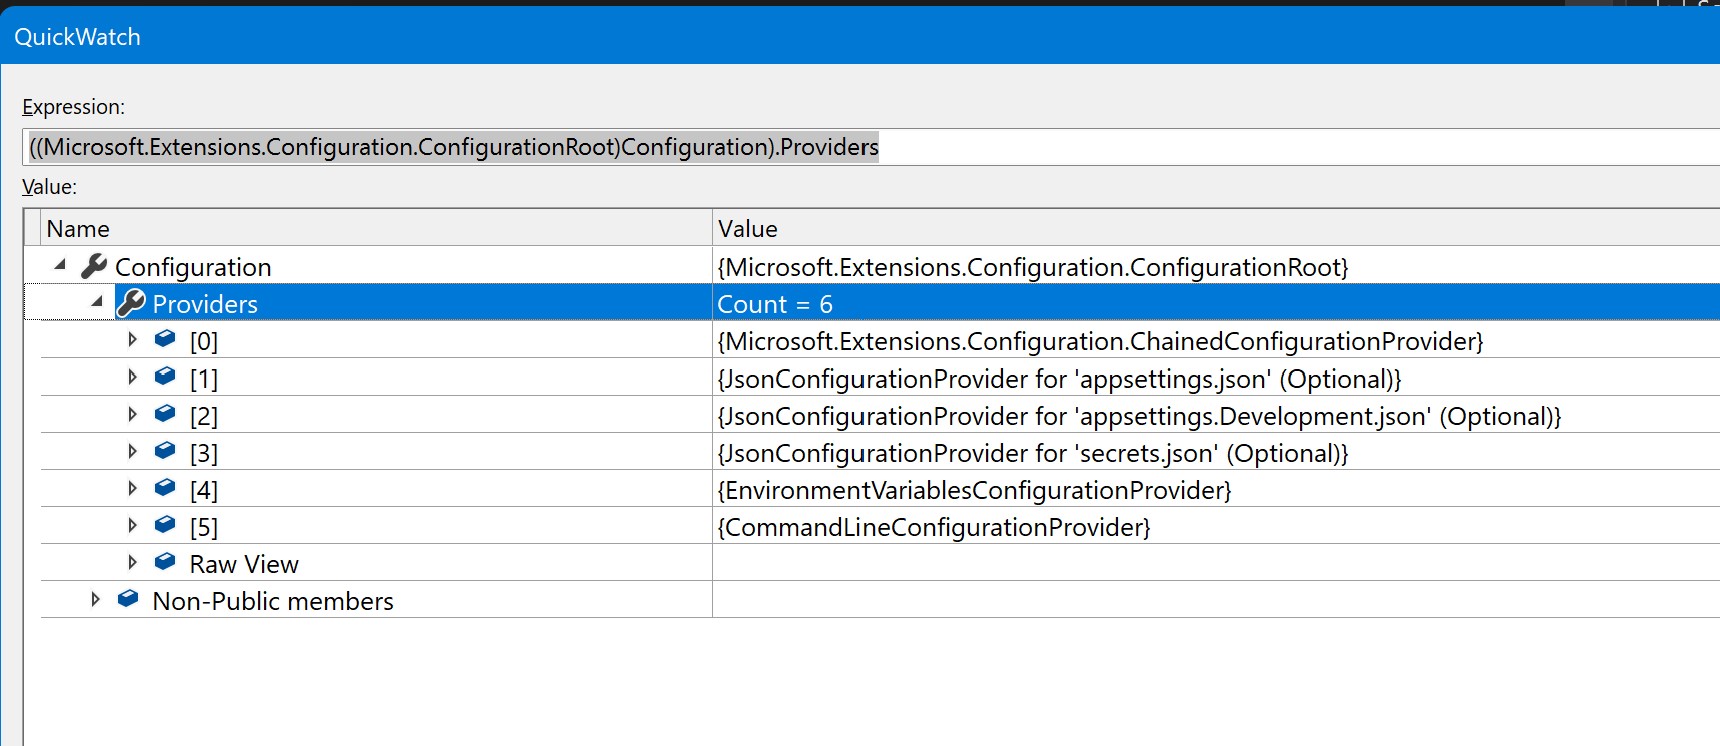 QuickWatch
Expression:
((Microsoft.Extensions.Configuration.ConfigurationRoot)Configuration).Providers
Value:
Name Value
Configuration {Microsoft.Extensions.Configuration.ConfigurationRoot}
Providers Count = 6
[0] {Microsoft.Extensions.Configuration.ChainedConfigurationProvider}
[1] {JsonConfigurationProvider for 'appsettings.json' (Optional)}
[2] {JsonConfigurationProvider for 'appsettings.Development.json' (Optional)}
[3] {JsonConfigurationProvider for 'secrets.json' (Optional)}
[4] {EnvironmentVariablesConfigurationProvider}
[5] {CommandLineConfigurationProvider}
Raw View
Non-Public members